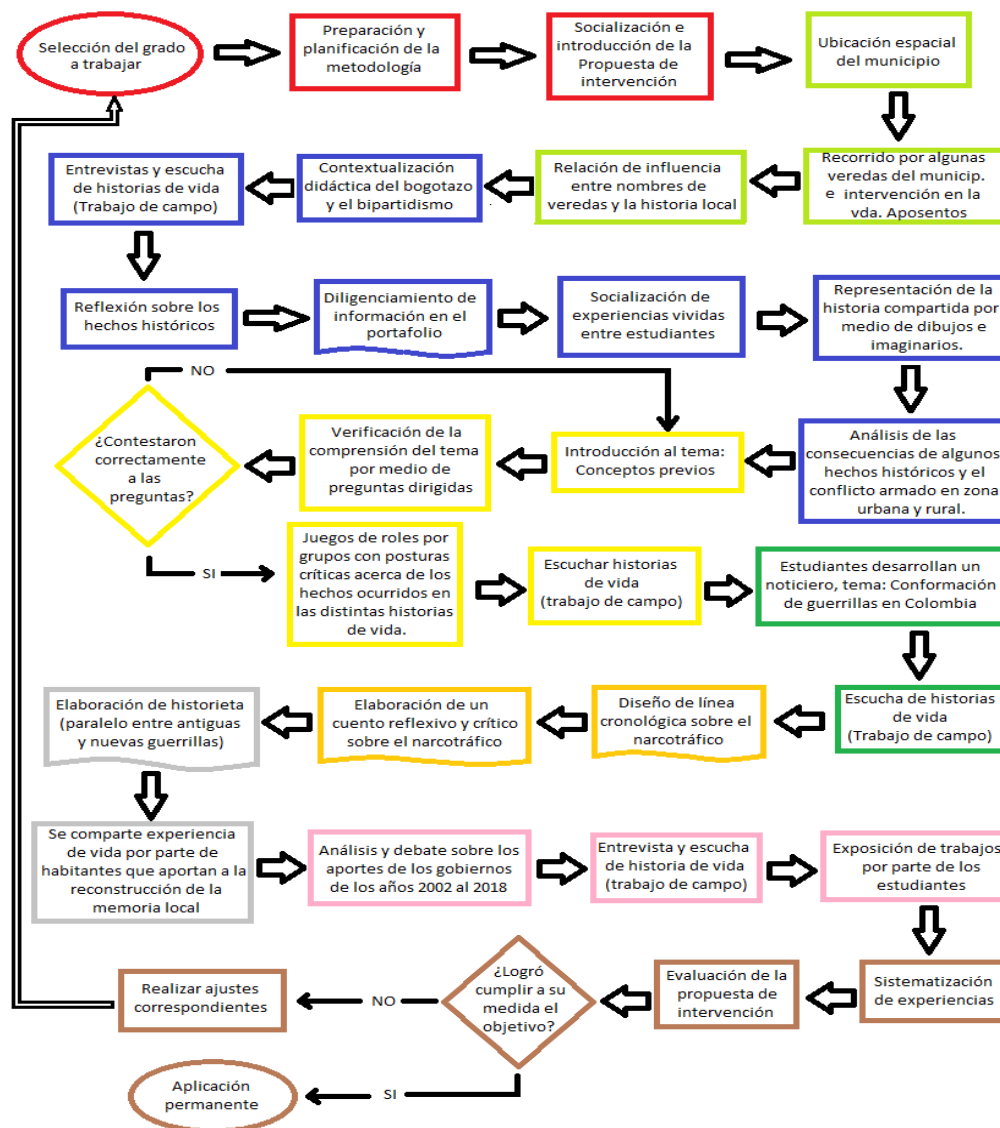 Selección del grado
a trabajar
Preparación y
planificación de la
metodología
Socialización e
introducción de la
Propuesta de
intervención
Ubicación espacial
del municipio
Recorrido por algunas
veredas del municip.
e intervención en la
vda. Aposentos
Relación de influencia
entre nombres de
veredas y la historia local
Contextualización
didáctica del bogotazo
y el bipartidismo
Entrevistas y escucha
de historias de vida
(Trabajo de campo)
Reflexión sobre los
hechos históricos
Diligenciamiento de
información en el
portafolio
Socialización de
experiencias vividas
entre estudiantes
Representación de la
historia compartida por
medio de dibujos e
imaginarios.
Análisis de las
consecuencias de algunos
hechos históricos y el
conflicto armado en zona
urbana y rural.
Introducción al tema:
Conceptos previos
Verificación de la
comprensión del tema
por medio de
preguntas dirigidas
¿Contestaron
correctamente
a las
preguntas?
NO
SI
Juegos de roles por
grupos con posturas
críticas acerca de los
hechos ocurridos en
las distintas historias
de vida.
Escuchar historias
de vida
(trabajo de campo)
Estudiantes desarrollan un
noticiero, tema: Conformación
de guerrillas en Colombia
Escucha de historias
de vida
(Trabajo de campo)
Diseño de línea
cronológica sobre el
narcotráfico
Elaboración de un
cuento reflexivo y crítico
sobre el narcotráfico
Elaboración de historieta
(paralelo entre antiguas
y nuevas guerrillas)
Se comparte experiencia
de vida por parte de
habitantes que aportan a la
reconstrucción de la
memoria local
Análisis y debate sobre los
aportes de los gobiernos
de los años 2002 al 2018
Entrevista y escucha
de historia de vida
(trabajo de campo)
Exposición de trabajos
por parte de los
estudiantes
Sistematización
de experiencias
Evaluación de la
propuesta de
intervención
¿Logró
cumplir a su
medida el
objetivo?
NO
Realizar ajustes
correspondientes
SI
Aplicación
permanente